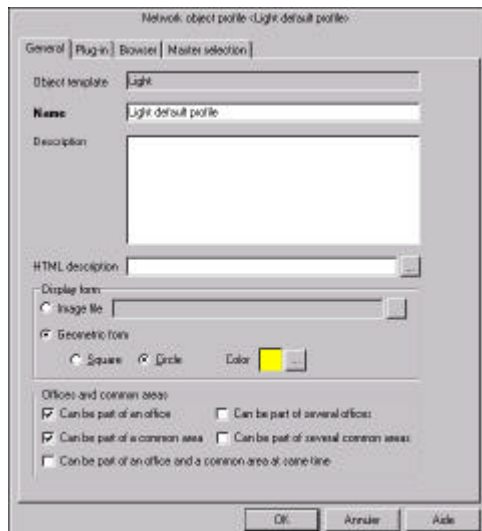 Network object profile <Light default profile>
General Plug-in Browser Master selection
Object template Light
Name Light default profile
Description
HTML description ...
Display form
Image file ...
Geometric form
Square Circle Color ...
Offices and common areas
Can be part of an office Can be part of several offices
Can be part of a common area Can be part of several common areas
Can be part of an office and a common area at same time
OK Annuler Aide